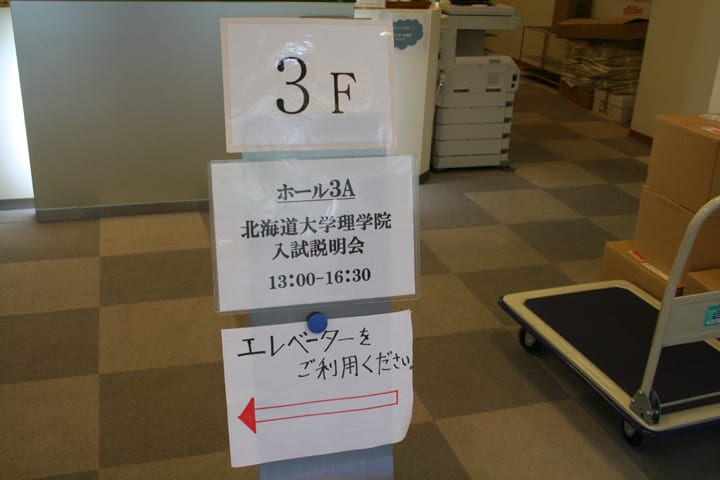 3F
ホール3A
北海道大学理学院
入試説明会
13:00-16:30
エレベーターを
ご利用ください。